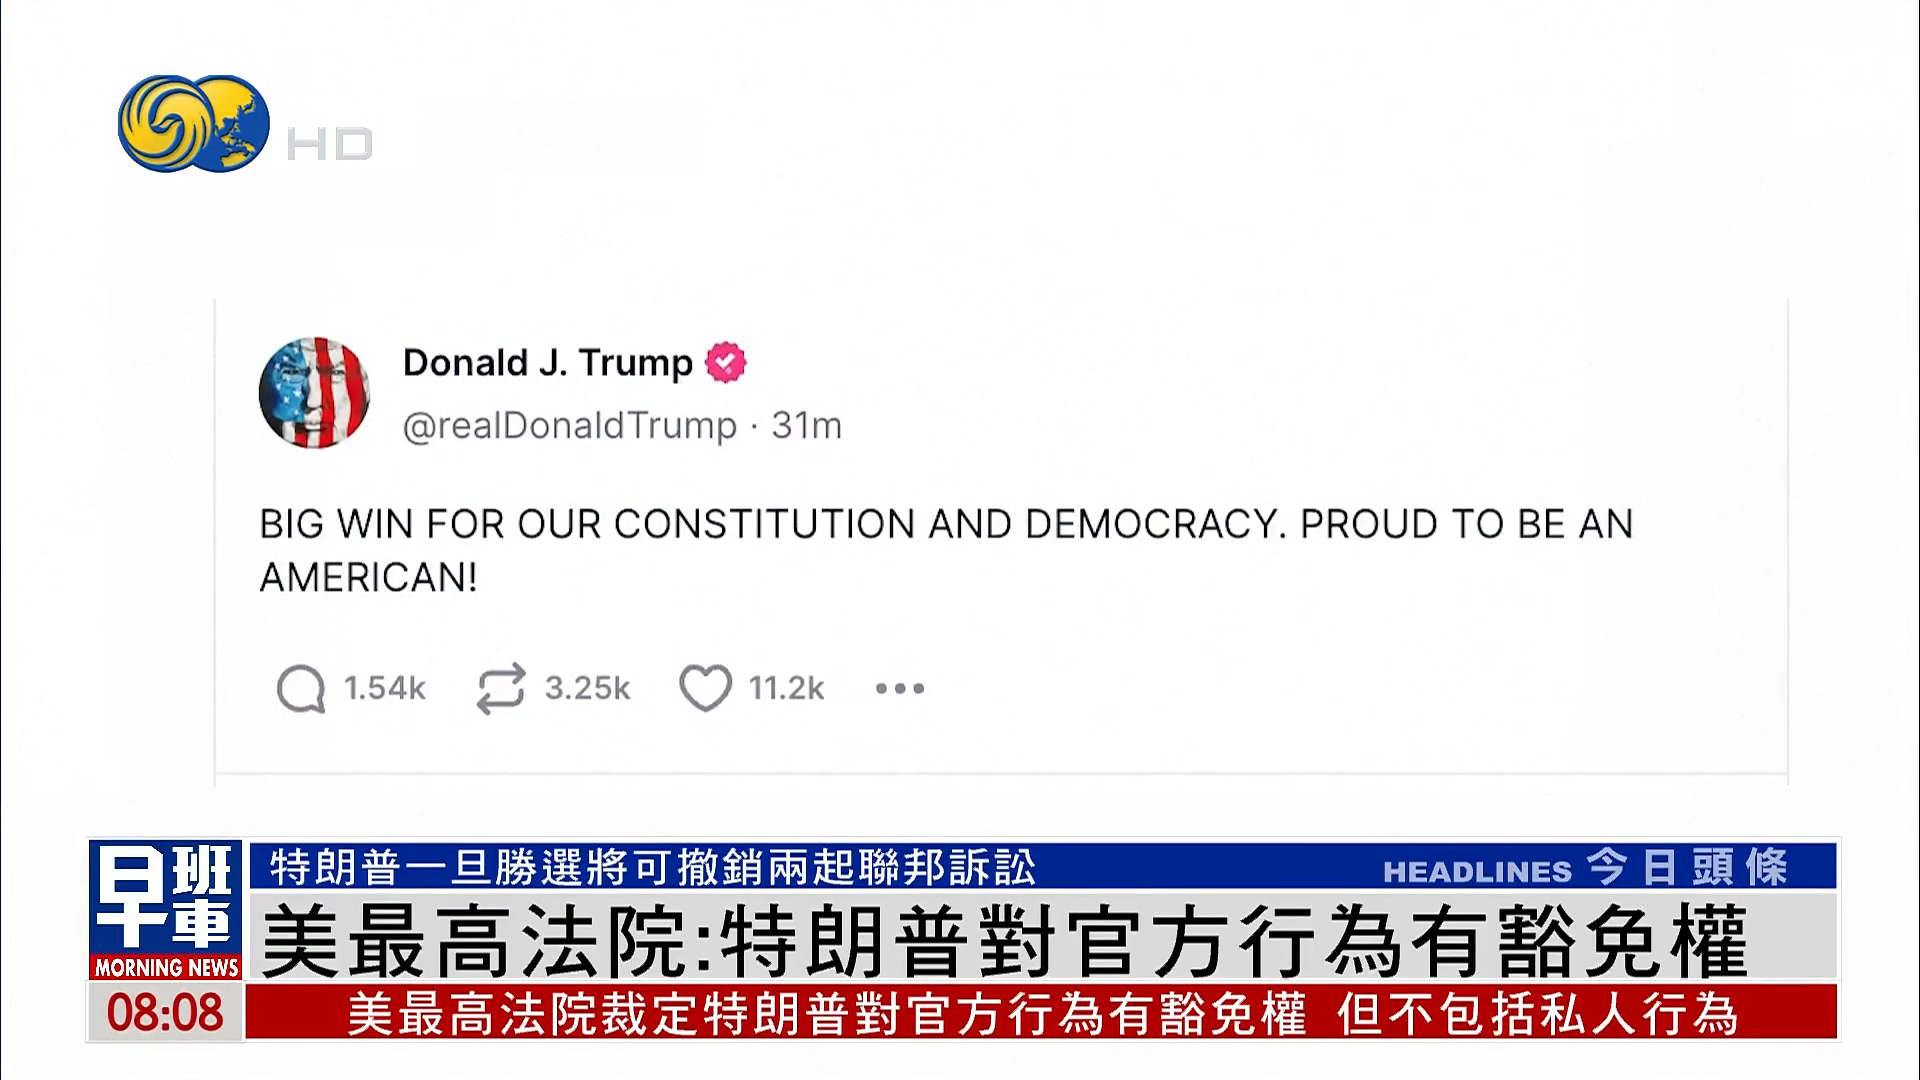 HD
Donald J. Trump
@realDonaldTrump · 31m
BIG WIN FOR OUR CONSTITUTION AND DEMOCRACY. PROUD TO BE AN
AMERICAN!
1.54k 3.25k 11.2k
早班車
MORNING NEWS
特朗普一旦勝選將可撤銷兩起聯邦訴訟
HEADLINES 今日頭條
美最高法院:特朗普對官方行為有豁免權
08:08
美最高法院裁定特朗普對官方行為有豁免權 但不包括私人行為